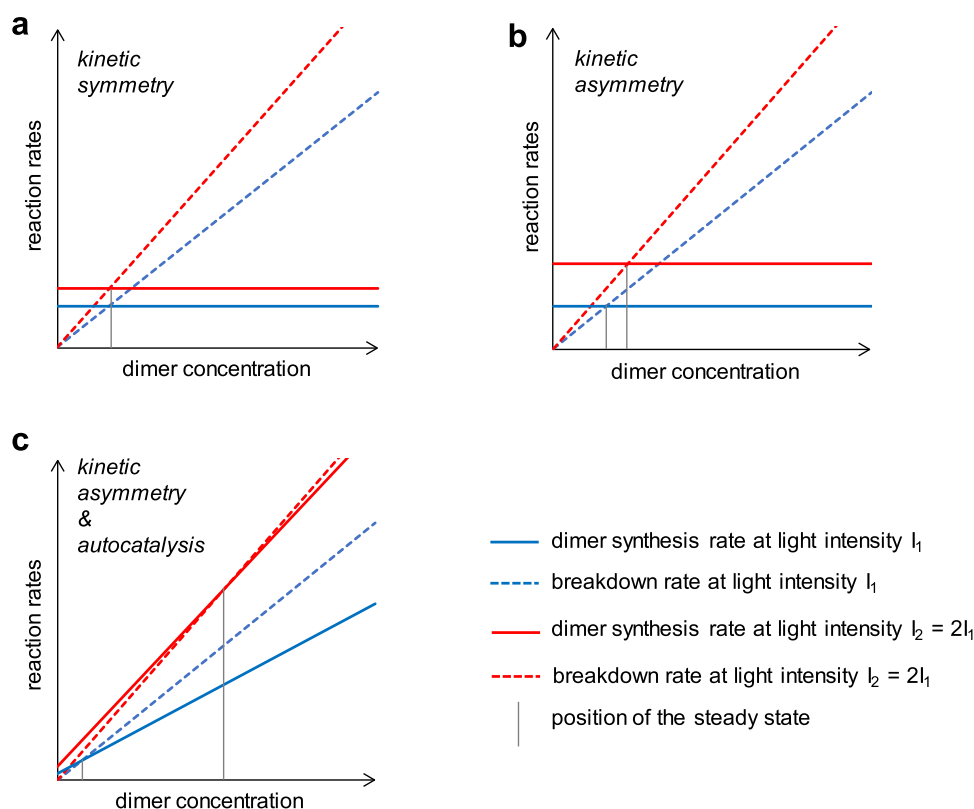 a
kinetic
symmetry
reaction rates
dimer concentration
b
kinetic
asymmetry
reaction rates
dimer concentration
c
kinetic
asymmetry
&
autocatalysis
reaction rates
dimer concentration
dimer synthesis rate at light intensity I₁
breakdown rate at light intensity I₁
dimer synthesis rate at light intensity I₂ = 2I₁
breakdown rate at light intensity I₂ = 2I₁
position of the steady state